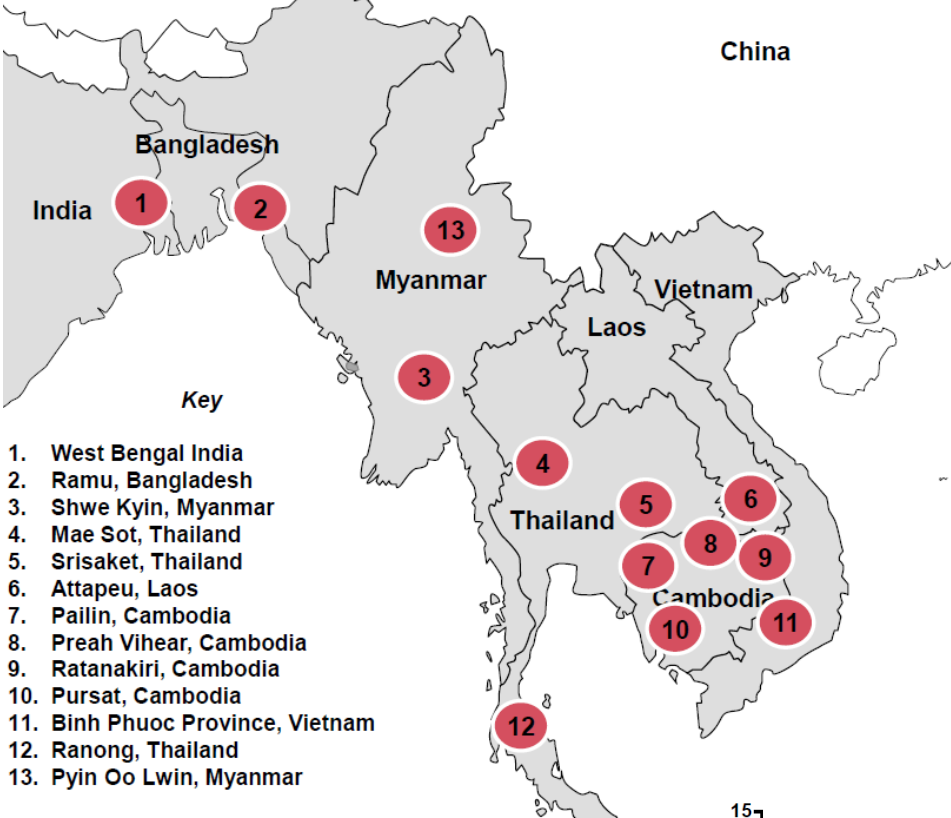 China
Bangladesh
India
1
2
13
Myanmar
Vietnam
Laos
3
Key
1. West Bengal India
2. Ramu, Bangladesh
3. Shwe Kyin, Myanmar
4. Mae Sot, Thailand
5. Srisaket, Thailand
6. Attapeu, Laos
7. Pailin, Cambodia
8. Preah Vihear, Cambodia
9. Ratanakiri, Cambodia
10. Pursat, Cambodia
11. Binh Phuoc Province, Vietnam
12. Ranong, Thailand
13. Pyin Oo Lwin, Myanmar
4
5
6
Thailand
8
9
7
Cambodia
10
11
12
15